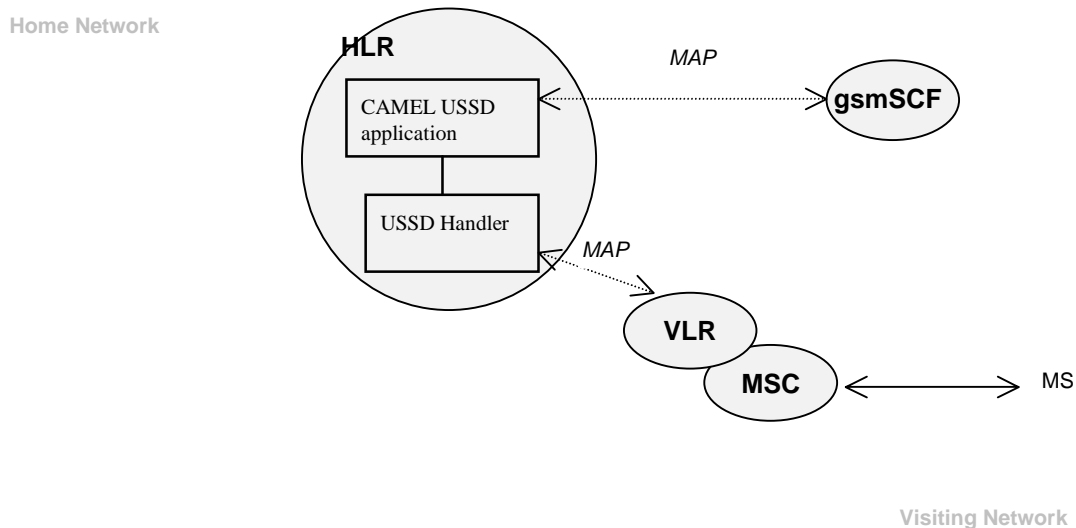 Home Network
HLR
MAP
CAMEL USSD
application
gsmSCF
USSD Handler
MAP
VLR
MSC
MS
Visiting Network